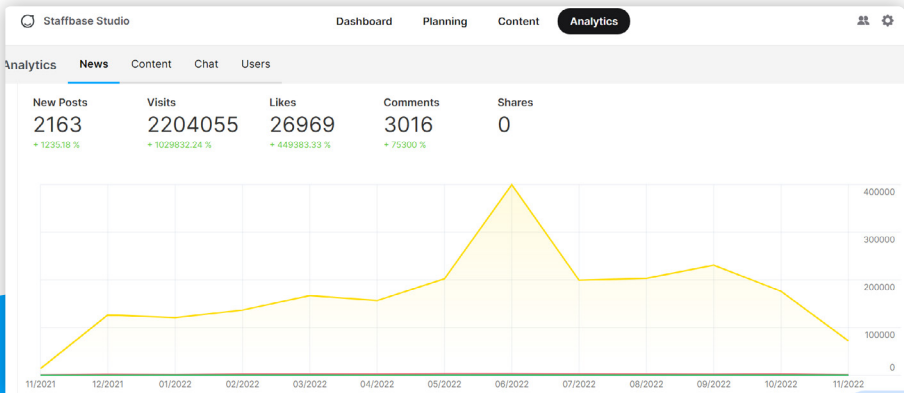 Staffbase Studio
Dashboard Planning Content Analytics
Analytics News Content Chat Users
New Posts Visits Likes Comments Shares
2163 2204055 26969 3016 0
+ 1235.18 % + 1029832.24 % + 449383.33 % + 75300 %
400000
300000
200000
100000
0
11/2021 12/2021 01/2022 02/2022 03/2022 04/2022 05/2022 06/2022 07/2022 08/2022 09/2022 10/2022 11/2022